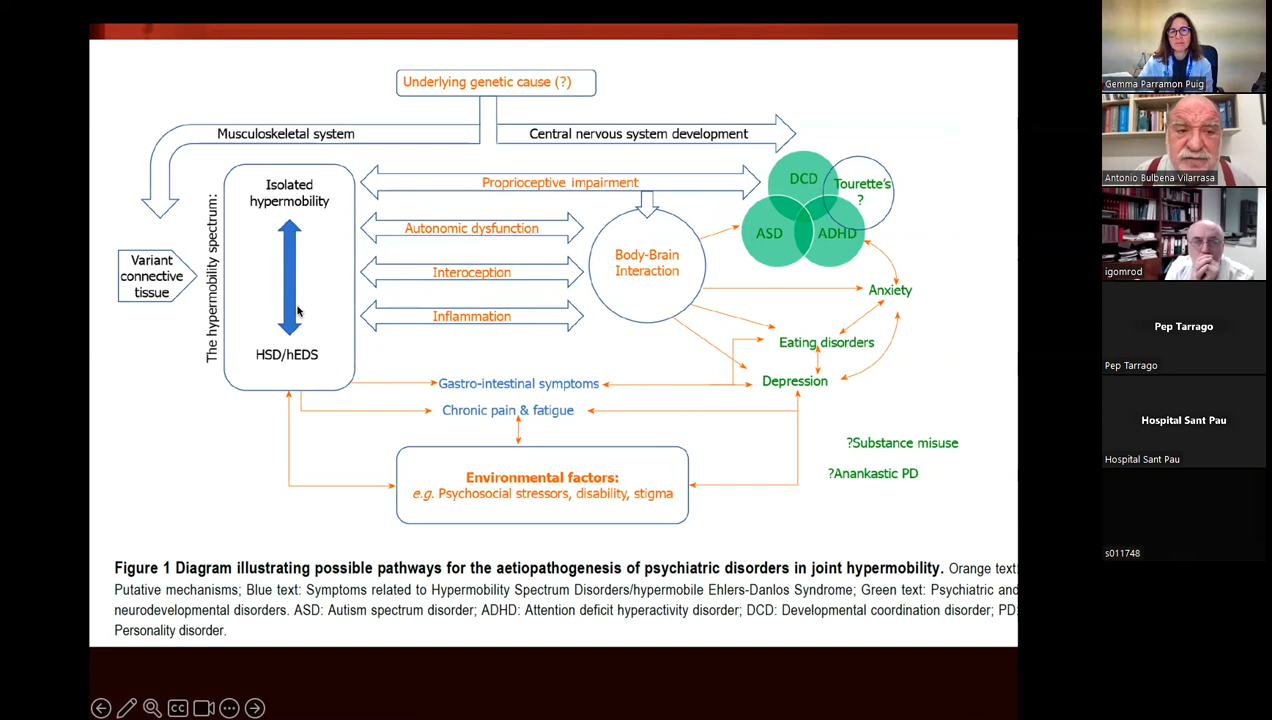 Underlying genetic cause (?)
Musculoskeletal system
Central nervous system development
The hypermobility spectrum:
Isolated
hypermobility
HSD/hEDS
Variant
connective
tissue
Proprioceptive impairment
Autonomic dysfunction
Interoception
Inflammation
Body-Brain
Interaction
DCD
Tourette's
?
ASD
ADHD
Anxiety
Eating disorders
Depression
Gastro-intestinal symptoms
Chronic pain & fatigue
?Substance misuse
?Anankastic PD
Environmental factors:
e.g. Psychosocial stressors, disability, stigma
Figure 1 Diagram illustrating possible pathways for the aetiopathogenesis of psychiatric disorders in joint hypermobility. Orange text:
Putative mechanisms; Blue text: Symptoms related to Hypermobility Spectrum Disorders/hypermobile Ehlers-Danlos Syndrome; Green text: Psychiatric and
neurodevelopmental disorders. ASD: Autism spectrum disorder; ADHD: Attention deficit hyperactivity disorder; DCD: Developmental coordination disorder; PD:
Personality disorder.
CC
Gemma Parramon Puig
Antonio Bulbena Vilarrasa
igomrod
Pep Tarrago
Pep Tarrago
Hospital Sant Pau
Hospital Sant Pau
s011748